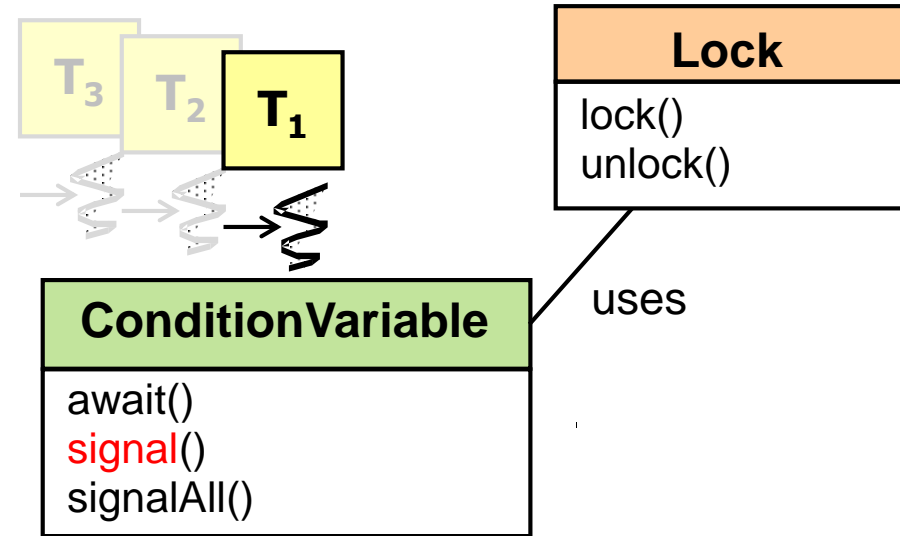 T3
T2
T1
Lock
lock()
unlock()
uses
ConditionVariable
await()
signal()
signalAll()